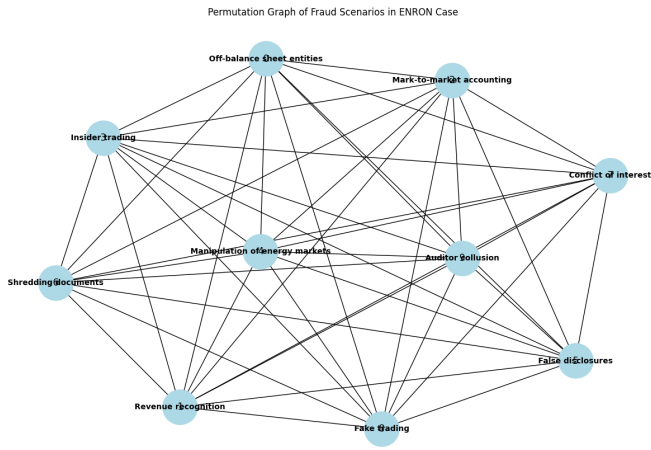 Permutation Graph of Fraud Scenarios in ENRON Case
Off-balance sheet entities
Mark-to-market accounting
Insider trading
3
Conflict of interest
Manipulation of energy markets
Auditor collusion
Shredding documents
False disclosures
Revenue recognition
Fake trading